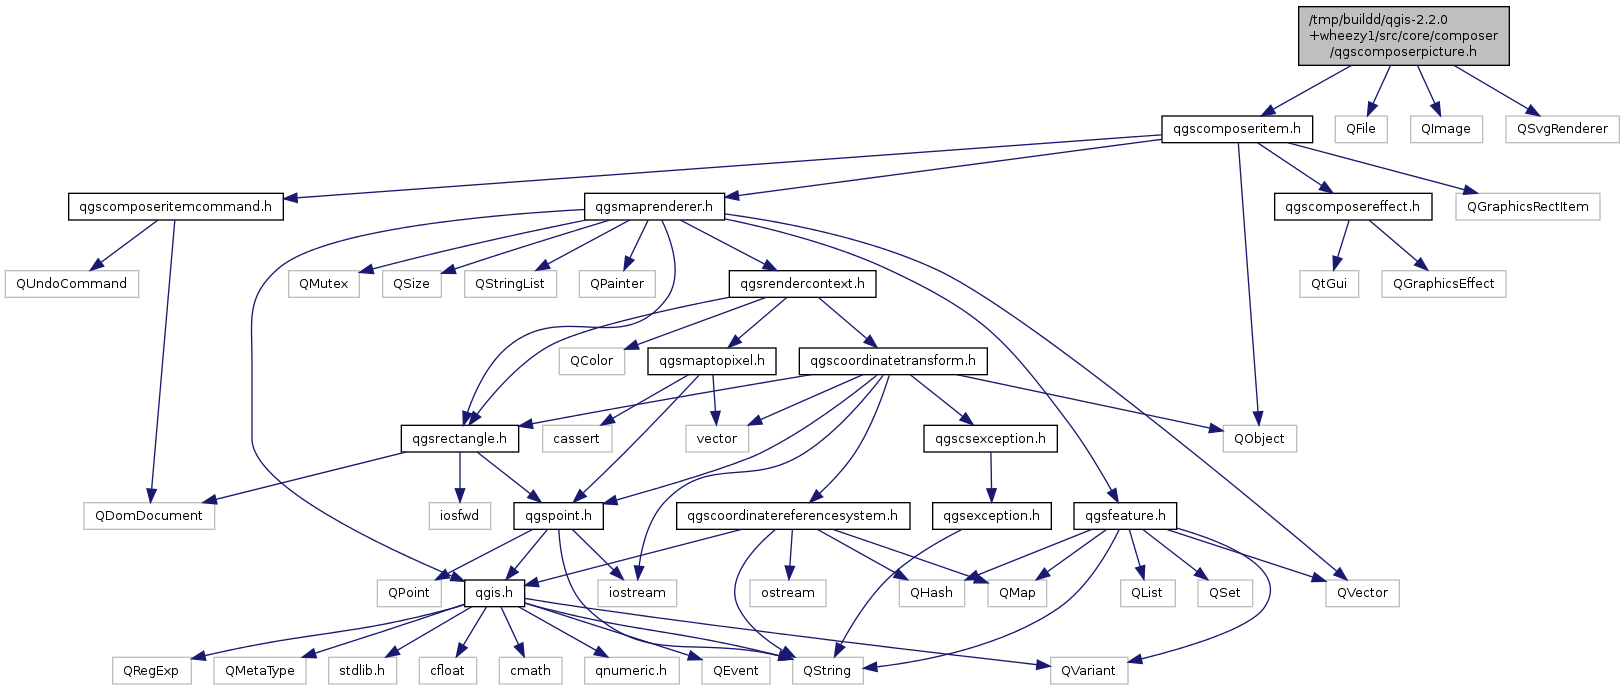 /tmp/buildd/qgis-2.2.0
+wheezy1/src/core/composer
/qgscomposerpicture.h
qgscomposeritem.h
QFile
QImage
QSvgRenderer
qgscomposeritemcommand.h
qgsmaprenderer.h
qgscomposereffect.h
QGraphicsRectItem
QUndoCommand
QMutex
QSize
QStringList
QPainter
qgsrendercontext.h
QtGui
QGraphicsEffect
QColor
qgsmaptopixel.h
qgscoordinatetransform.h
qgsrectangle.h
cassert
vector
qgscsexception.h
QObject
QDomDocument
iosfwd
qgspoint.h
qgscoordinatereferencesystem.h
qgsexception.h
qgsfeature.h
QPoint
qgis.h
iostream
ostream
QHash
QMap
QList
QSet
QVector
QRegExp
QMetaType
stdlib.h
cfloat
cmath
qnumeric.h
QEvent
QString
QVariant